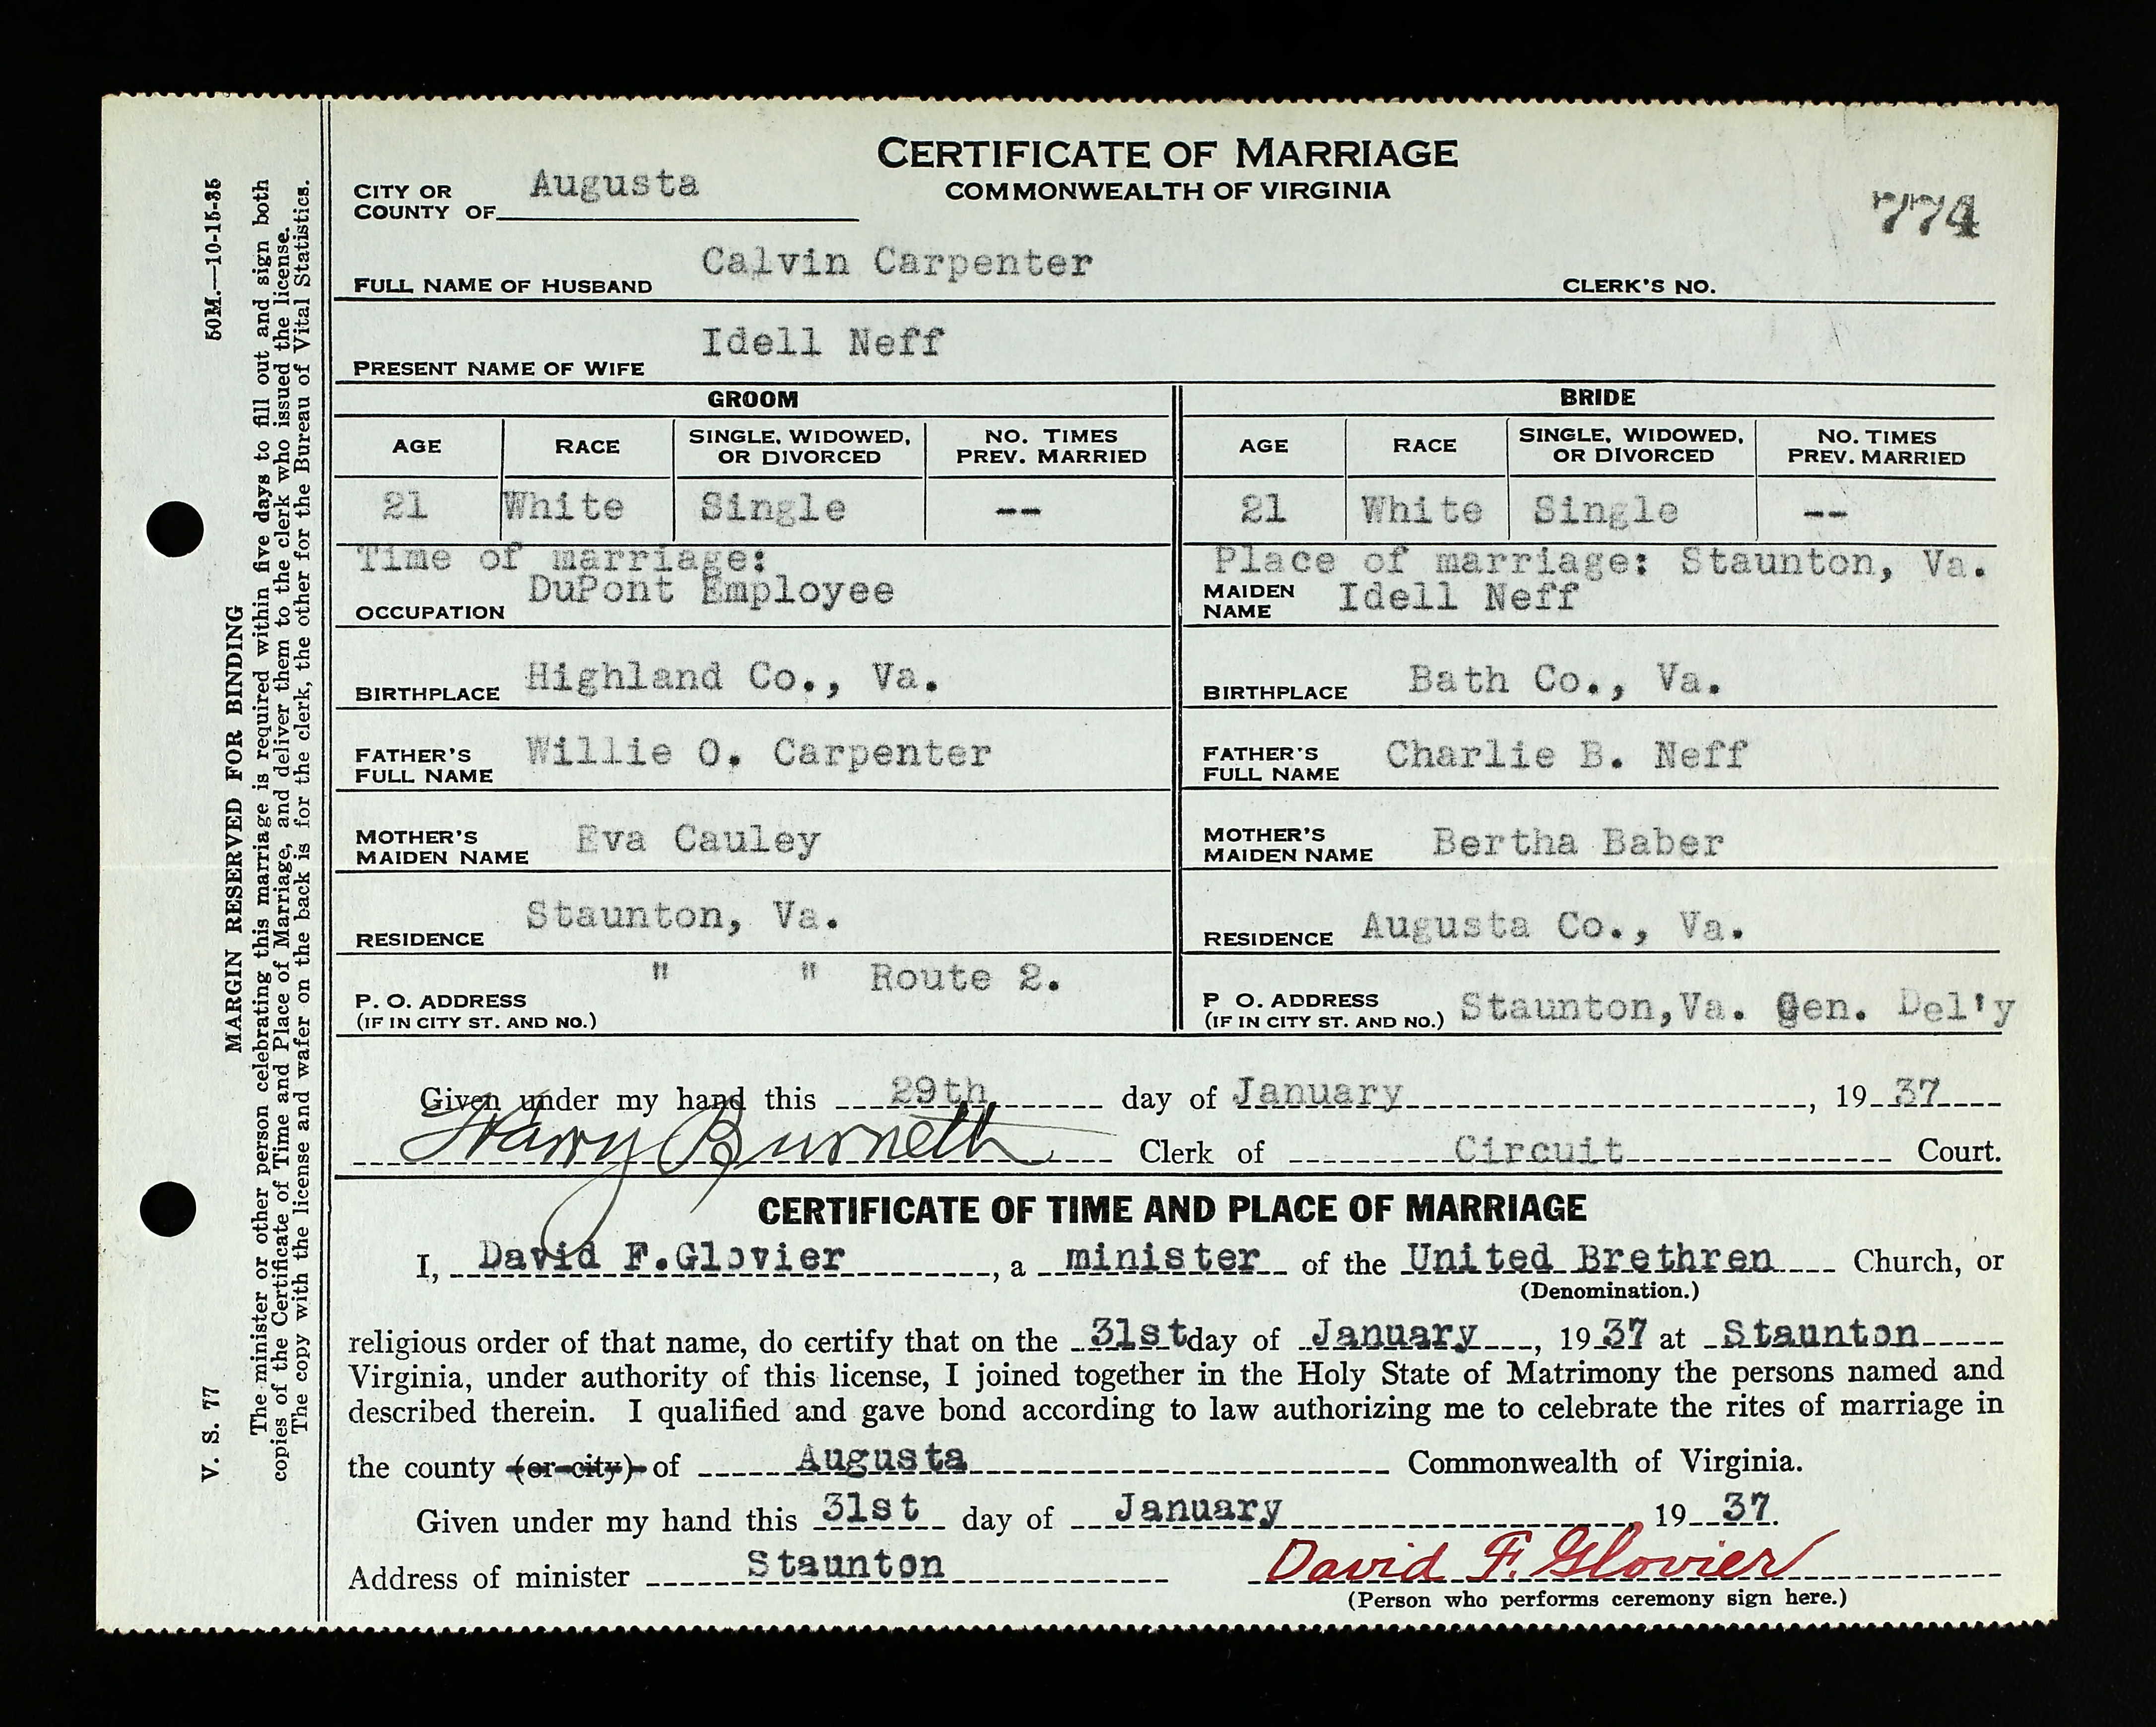 CERTIFICATE OF MARRIAGE
COMMONWEALTH OF VIRGINIA
CITY OR COUNTY OF Augusta
774
FULL NAME OF HUSBAND Calvin Carpenter CLERK'S NO.
PRESENT NAME OF WIFE Idell Neff
GROOM BRIDE
AGE RACE SINGLE, WIDOWED, OR DIVORCED NO. TIMES PREV. MARRIED AGE RACE SINGLE, WIDOWED, OR DIVORCED NO. TIMES PREV. MARRIED
21 White Single -- 21 White Single --
Time of marriage: Place of marriage: Staunton, Va.
OCCUPATION DuPont Employee MAIDEN NAME Idell Neff
BIRTHPLACE Highland Co., Va. BIRTHPLACE Bath Co., Va.
FATHER'S FULL NAME Willie O. Carpenter FATHER'S FULL NAME Charlie B. Neff
MOTHER'S MAIDEN NAME Eva Cauley MOTHER'S MAIDEN NAME Bertha Baber
RESIDENCE Staunton, Va. RESIDENCE Augusta Co., Va.
P. O. ADDRESS (IF IN CITY ST. AND NO.) " " Route 2. P O. ADDRESS (IF IN CITY ST. AND NO.) Staunton,Va. Gen. Del'y
Given under my hand this 29th day of January, 19 37
Harry Burnett Clerk of Circuit Court.
CERTIFICATE OF TIME AND PLACE OF MARRIAGE
I, David F.Glovier, a minister of the United Brethren Church, or
(Denomination.)
religious order of that name, do certify that on the 31st day of January, 19 37 at Staunton
Virginia, under authority of this license, I joined together in the Holy State of Matrimony the persons named and
described therein. I qualified and gave bond according to law authorizing me to celebrate the rites of marriage in
the county (or city) of Augusta Commonwealth of Virginia.
Given under my hand this 31st day of January, 19 37.
Address of minister Staunton David F. Glovier
(Person who performs ceremony sign here.)
V. S. 77 MARGIN RESERVED FOR BINDING 50M.—10-15-35
The minister or other person celebrating this marriage is required within five days to fill out and sign both
copies of the Certificate of Time and Place of Marriage, and deliver them to the clerk who issued the license.
The copy with the license and wafer on the back is for the clerk, the other for the Bureau of Vital Statistics.